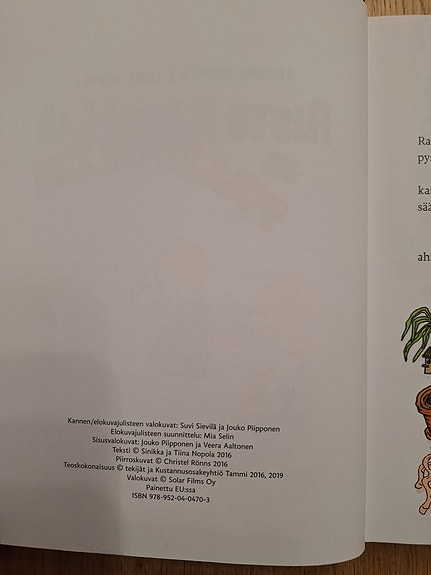 Kannen/elokuvajulisteen valokuvat: Suvi Sievilä ja Jouko Piipponen
Elokuvajulisteen suunnittelu: Mia Selin
Sisusvalokuvat: Jouko Piipponen ja Veera Aaltonen
Teksti © Sinikka ja Tiina Nopola 2016
Piirroskuvat © Christel Rönns 2016
Teoskokonaisuus © tekijät ja Kustannusosakeyhtiö Tammi 2016, 2019
Valokuvat © Solar Films Oy
Painettu EU:ssa
ISBN 978-952-04-0470-3